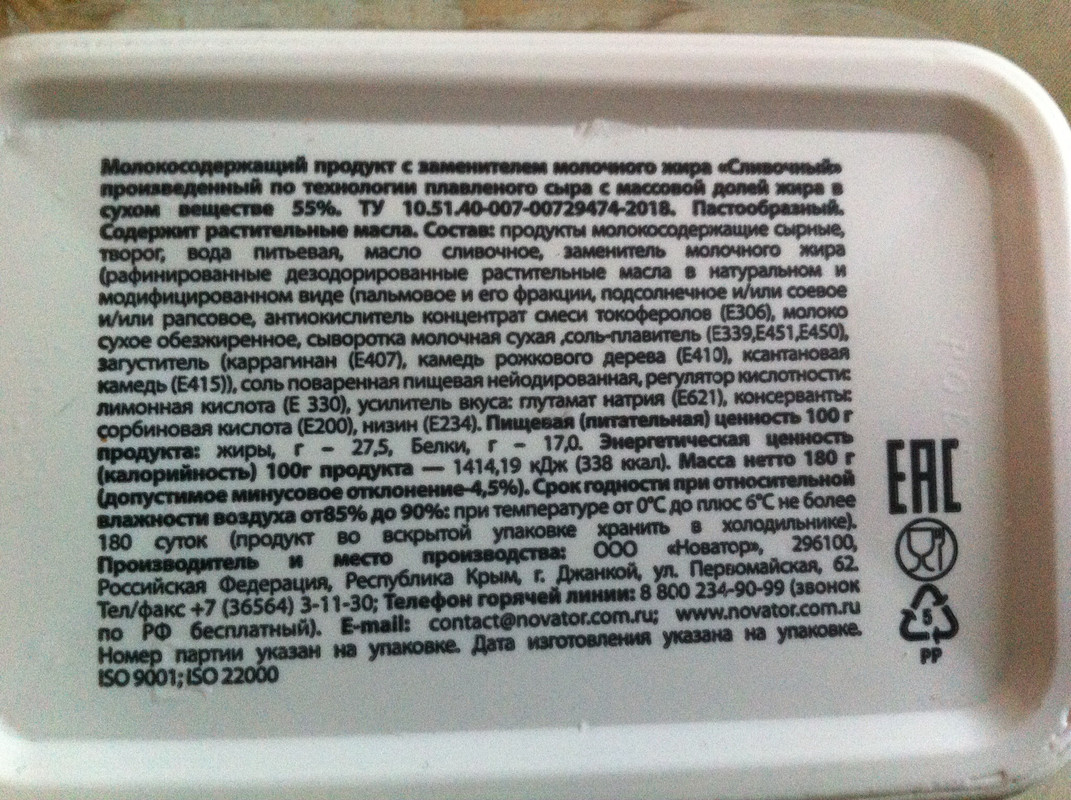 Молокосодержащий продукт с заменителем молочного жира «Сливочный»
произведенный по технологии плавленого сыра с массовой долей жира в
сухом веществе 55%. ТУ 10.51.40-007-00729474-2018. Пастообразный.
Содержит растительные масла. Состав: продукты молокосодержащие сырные,
творог, вода питьевая, масло сливочное, заменитель молочного жира
(рафинированные дезодорированные растительные масла в натуральном и
модифицированном виде (пальмовое и его фракции, подсолнечное и/или соевое
и/или рапсовое, антиокислитель концентрат смеси токоферолов (Е306), молоко
сухое обезжиренное, сыворотка молочная сухая ,соль-плавитель (Е339,Е451,Е450),
загуститель (каррагинан (Е407), камедь рожкового дерева (Е410), ксантановая
камедь (Е415)), соль поваренная пищевая нейодированная, регулятор кислотности:
лимонная кислота (Е 330), усилитель вкуса: глутамат натрия (Е621), консерванты:
сорбиновая кислота (Е200), низин (Е234). Пищевая (питательная) ценность 100 г
продукта: жиры, г – 27,5, Белки, г – 17,0. Энергетическая ценность
(калорийность) 100г продукта — 1414,19 кДж (338 ккал). Масса нетто 180 г
(допустимое минусовое отклонение-4,5%). Срок годности при относительной
влажности воздуха от85% до 90%: при температуре от 0°С до плюс 6°С не более
180 суток (продукт во вскрытой упаковке хранить в холодильнике).
Производитель и место производства: ООО «Новатор», 296100,
Российская Федерация, Республика Крым, г. Джанкой, ул. Первомайская, 62.
Тел/факс +7 (36564) 3-11-30; Телефон горячей линии: 8 800 234-90-99 (звонок
по РФ бесплатный). E-mail: contact@novator.com.ru; www.novator.com.ru
Номер партии указан на упаковке. Дата изготовления указана на упаковке.
ISO 9001; ISO 22000
EAC
5
PP